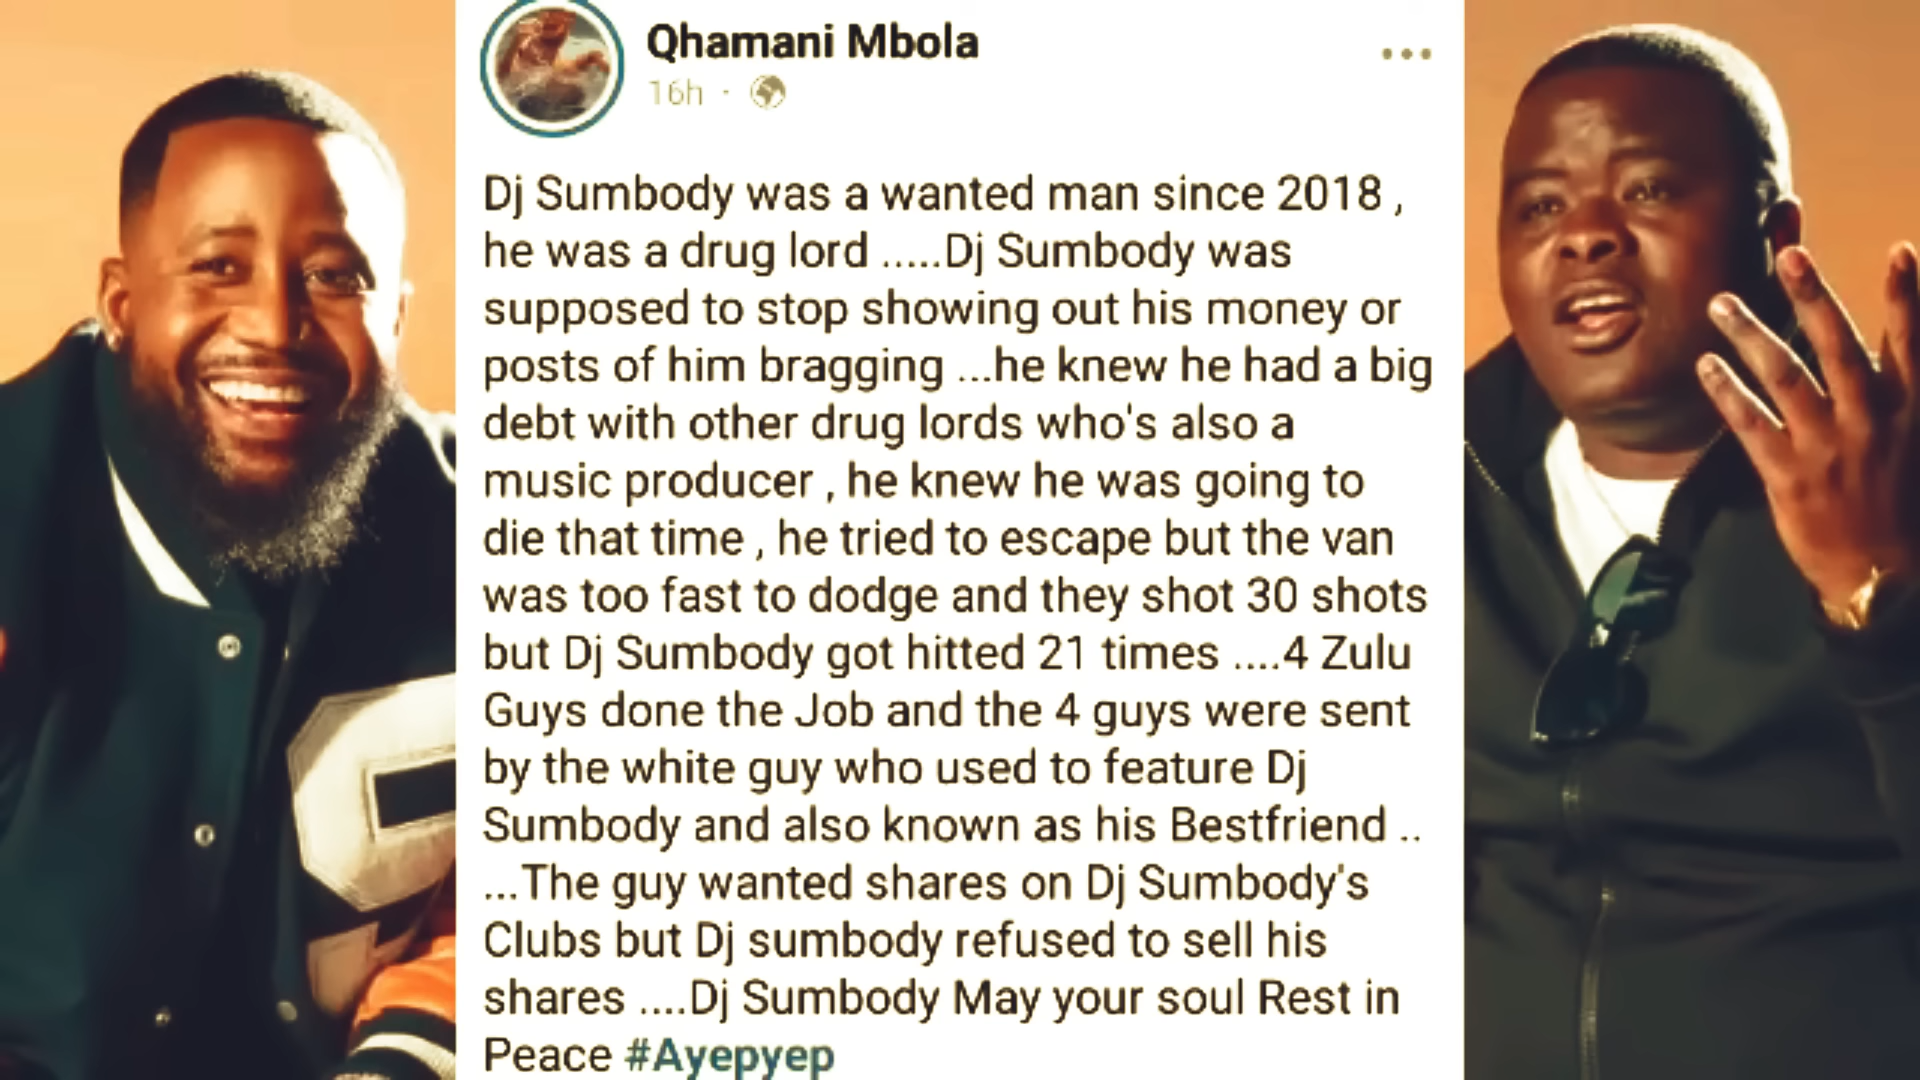 Qhamani Mbola
16h ·
Dj Sumbody was a wanted man since 2018 ,
he was a drug lord .....Dj Sumbody was
supposed to stop showing out his money or
posts of him bragging ...he knew he had a big
debt with other drug lords who's also a
music producer , he knew he was going to
die that time , he tried to escape but the van
was too fast to dodge and they shot 30 shots
but Dj Sumbody got hitted 21 times ....4 Zulu
Guys done the Job and the 4 guys were sent
by the white guy who used to feature Dj
Sumbody and also known as his Bestfriend ..
...The guy wanted shares on Dj Sumbody's
Clubs but Dj sumbody refused to sell his
shares ....Dj Sumbody May your soul Rest in
Peace #Ayepyep